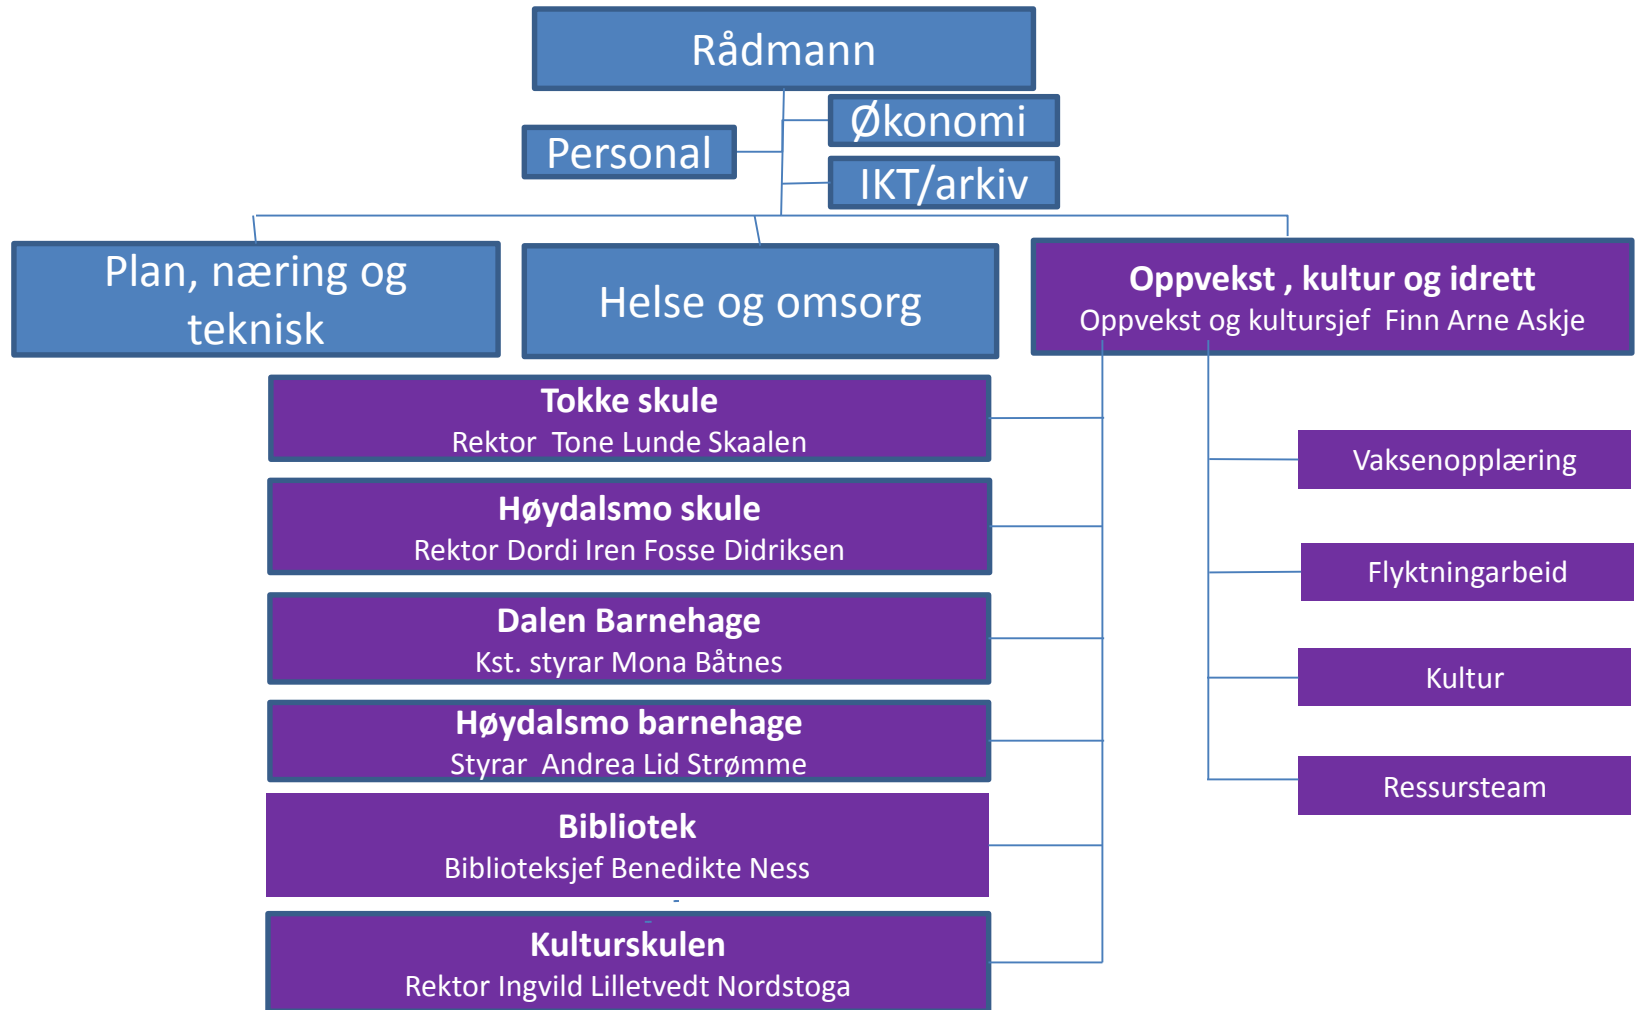 Rådmann
Økonomi
Personal
IKT/arkiv
Plan, næring og
teknisk
Helse og omsorg
Oppvekst , kultur og idrett
Oppvekst og kultursjef  Finn Arne Askje
Tokke skule
Rektor  Tone Lunde Skaalen
Høydalsmo skule
Rektor Dordi Iren Fosse Didriksen
Dalen Barnehage
Kst. styrar Mona Båtnes
Høydalsmo barnehage
Styrar  Andrea Lid Strømme
Bibliotek
Biblioteksjef Benedikte Ness
Kulturskulen
Rektor Ingvild Lilletvedt Nordstoga
Vaksenopplæring
Flyktningarbeid
Kultur
Ressursteam